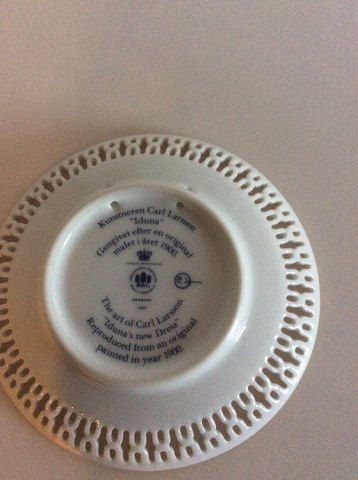 Kunstneren Carl Larsson
"Iduna"
Gengivet efter en original
malet i året 1900.
B&G
DENMARK
The art of Carl Larsson
"Iduna's new Dress"
Reproduced from an original
painted in year 1900.